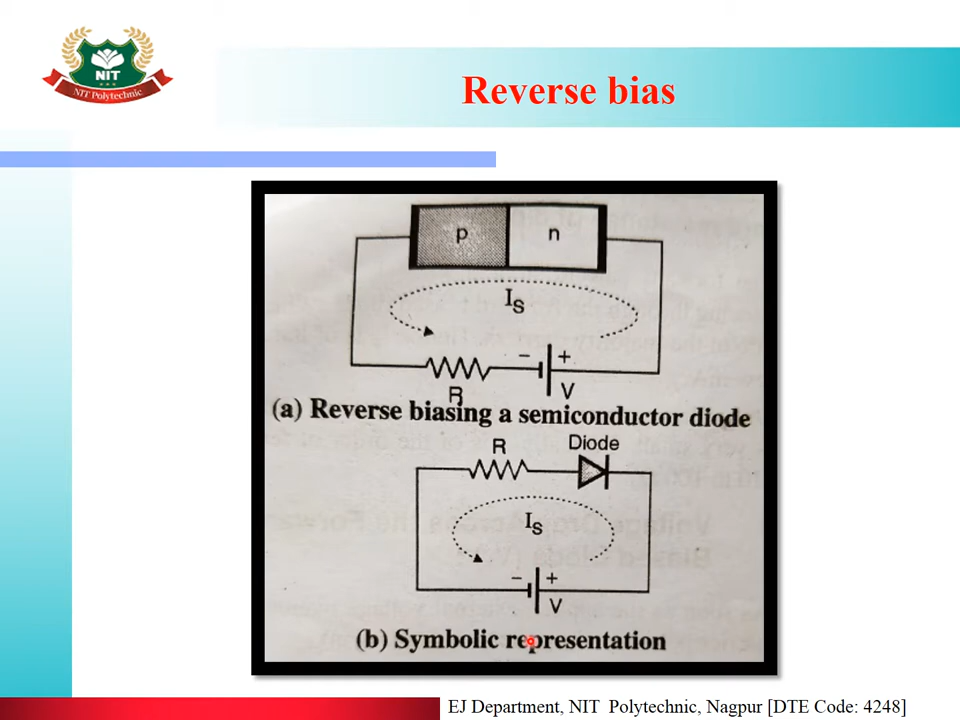 NIT
NIT Polytechnic
Reverse bias
p n
IS
- +
R V
(a) Reverse biasing a semiconductor diode
R Diode
IS
- +
V
(b) Symbolic representation
EJ Department, NIT Polytechnic, Nagpur [DTE Code: 4248]